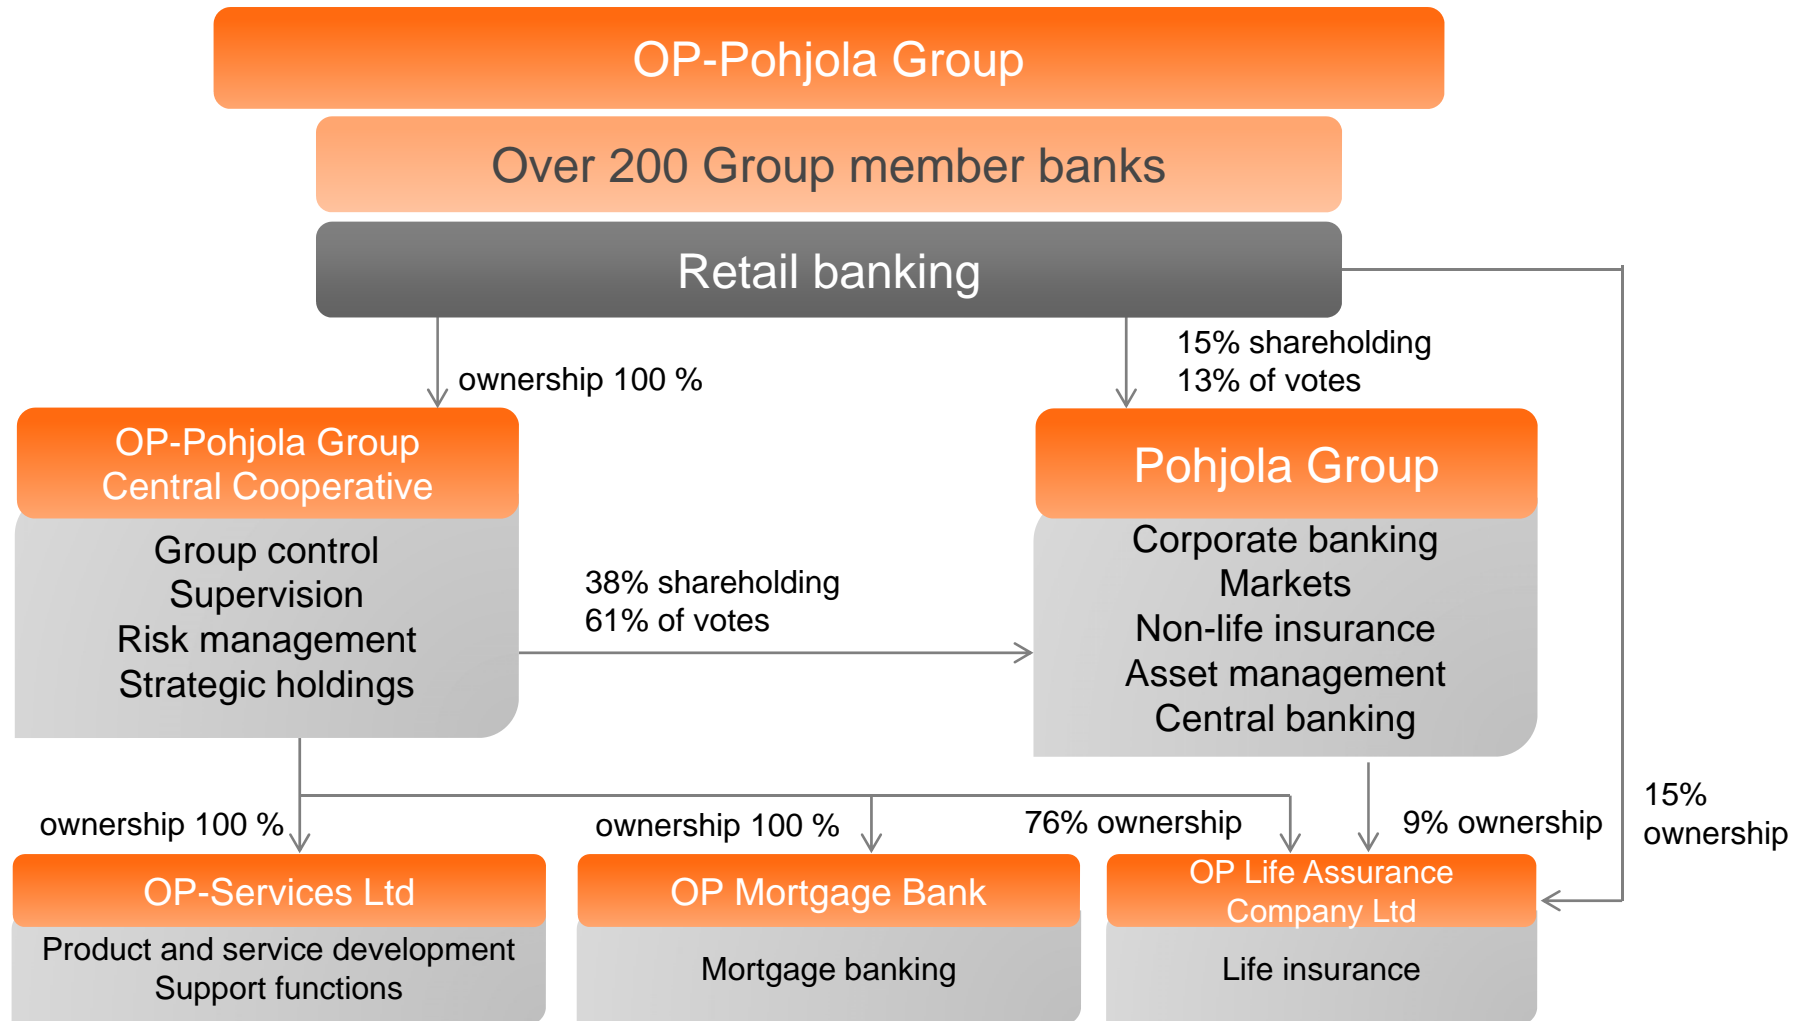 OP-Pohjola Group
Over 200 Group member banks
Retail banking
ownership 100 %
15% shareholding
13% of votes
OP-Pohjola Group
Central Cooperative
Group control
Supervision
Risk management
Strategic holdings
38% shareholding
61% of votes
Pohjola Group
Corporate banking
Markets
Non-life insurance
Asset management
Central banking
ownership 100 %
ownership 100 %
76% ownership
9% ownership
15%
ownership
OP-Services Ltd
Product and service development
Support functions
OP Mortgage Bank
Mortgage banking
OP Life Assurance
Company Ltd
Life insurance